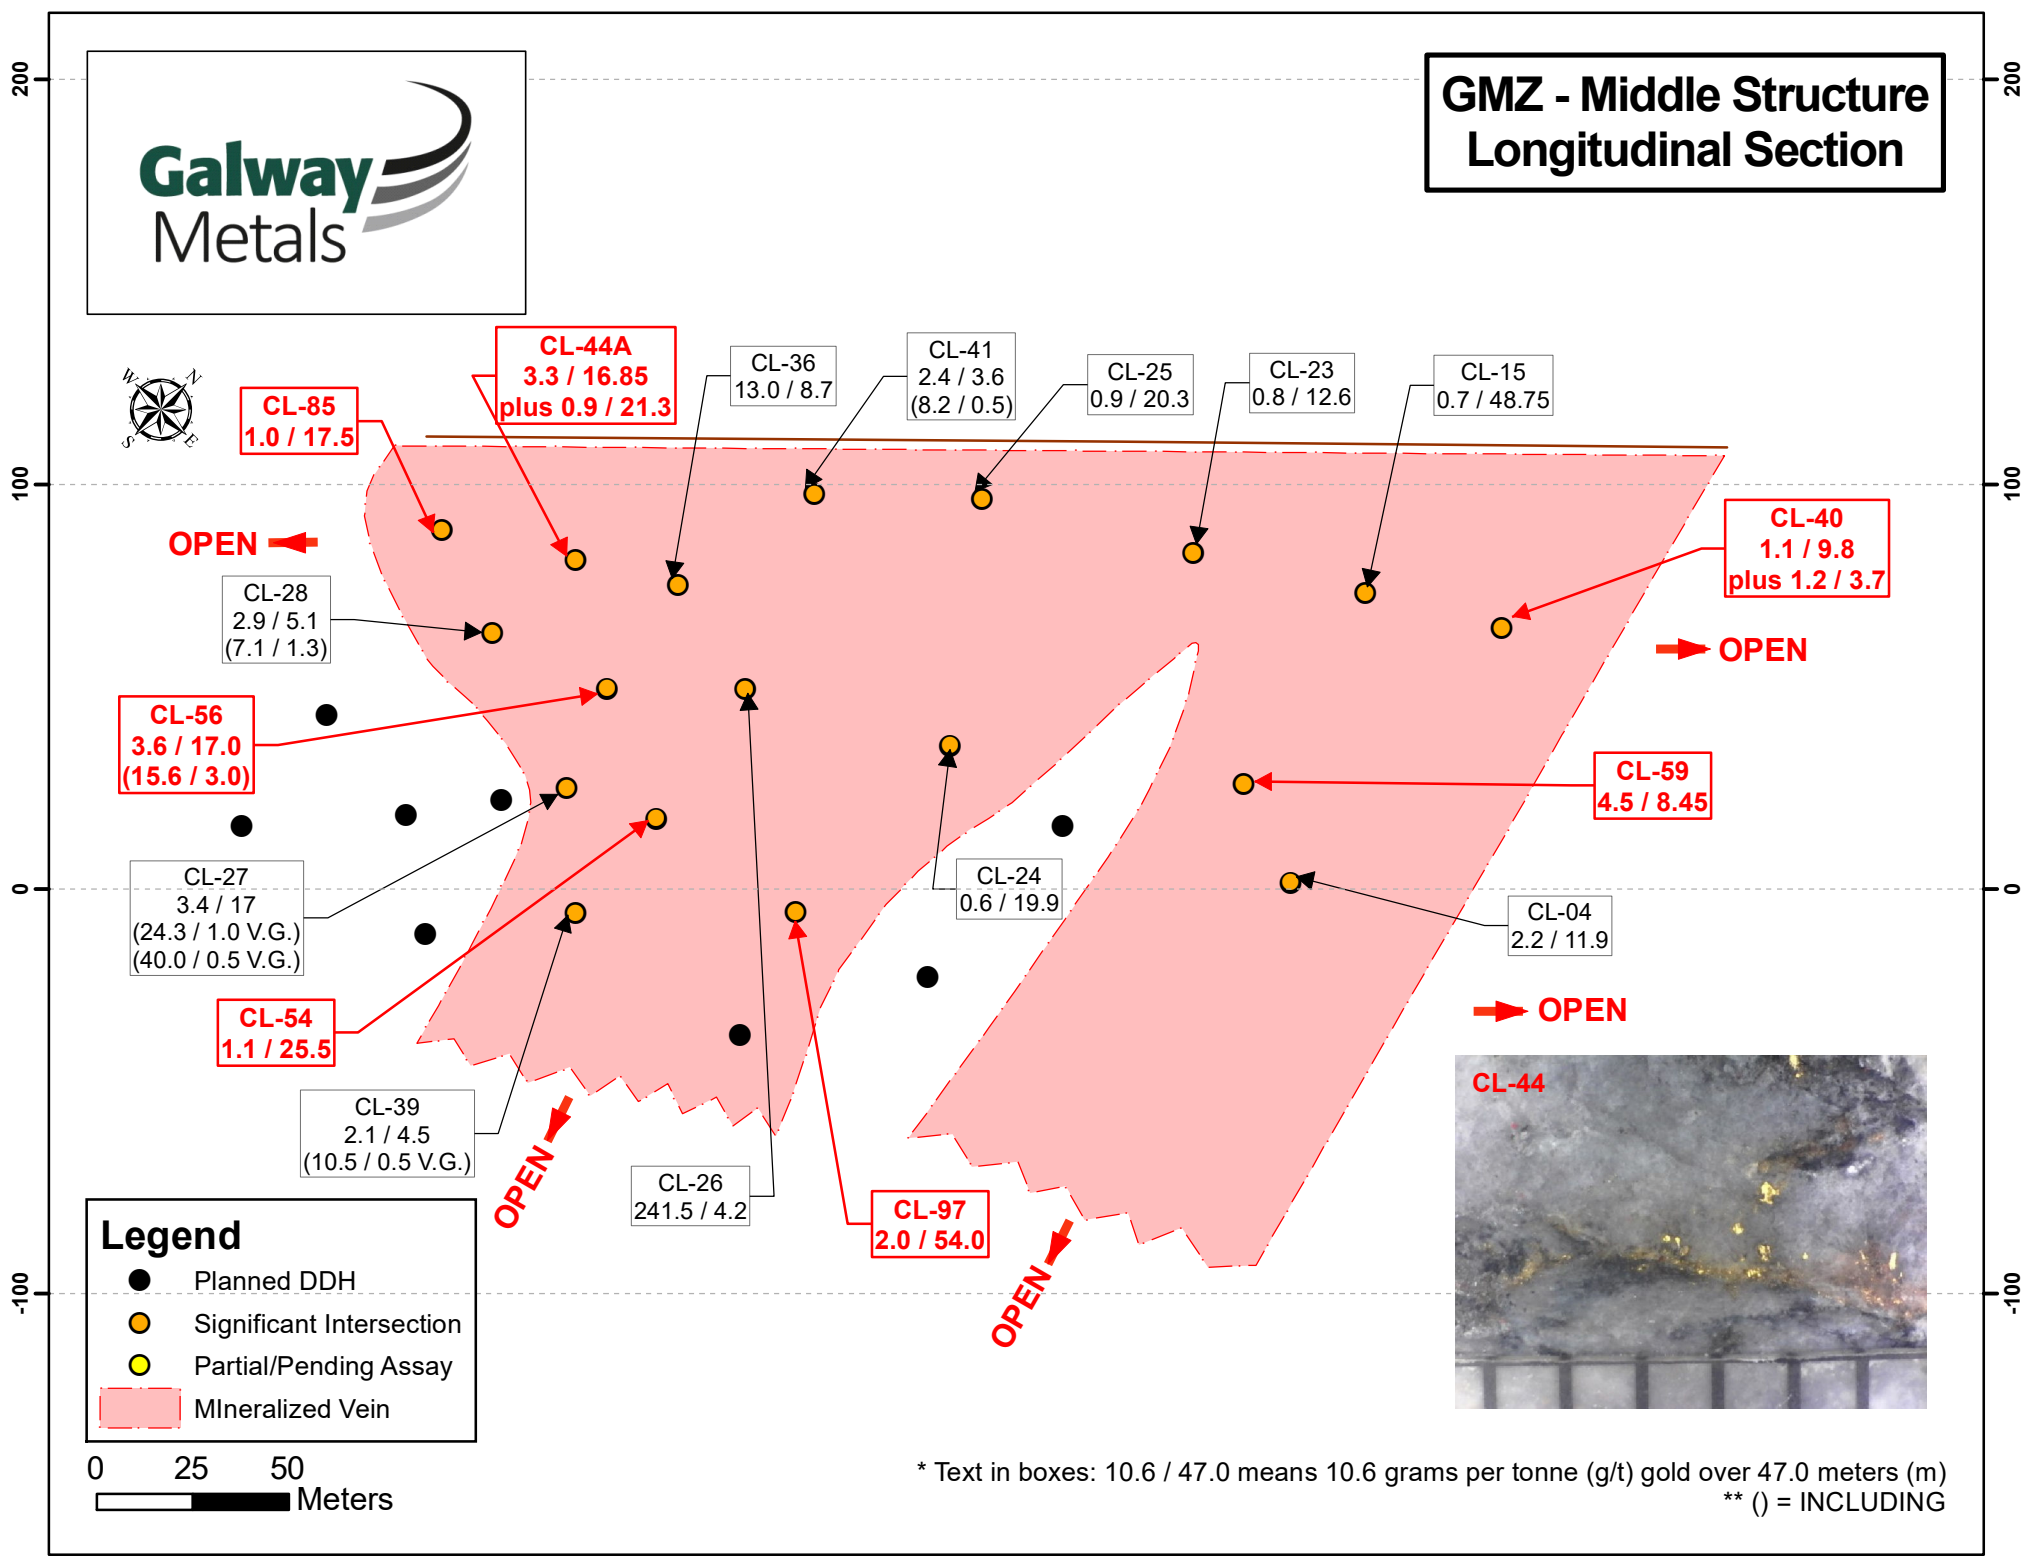 Galway
Metals
GMZ - Middle Structure
Longitudinal Section
200
200
100
100
0
0
-100
-100
W
N
S
E
CL-85
1.0 / 17.5
CL-44A
3.3 / 16.85
plus 0.9 / 21.3
CL-36
13.0 / 8.7
CL-41
2.4 / 3.6
(8.2 / 0.5)
CL-25
0.9 / 20.3
CL-23
0.8 / 12.6
CL-15
0.7 / 48.75
CL-40
1.1 / 9.8
plus 1.2 / 3.7
OPEN
OPEN
CL-28
2.9 / 5.1
(7.1 / 1.3)
CL-56
3.6 / 17.0
(15.6 / 3.0)
CL-59
4.5 / 8.45
CL-27
3.4 / 17
(24.3 / 1.0 V.G.)
(40.0 / 0.5 V.G.)
CL-24
0.6 / 19.9
CL-04
2.2 / 11.9
CL-54
1.1 / 25.5
OPEN
CL-39
2.1 / 4.5
(10.5 / 0.5 V.G.)
OPEN
CL-26
241.5 / 4.2
CL-97
2.0 / 54.0
OPEN
CL-44
Legend
Planned DDH
Significant Intersection
Partial/Pending Assay
MIneralized Vein
0 25 50
Meters
* Text in boxes: 10.6 / 47.0 means 10.6 grams per tonne (g/t) gold over 47.0 meters (m)
** () = INCLUDING